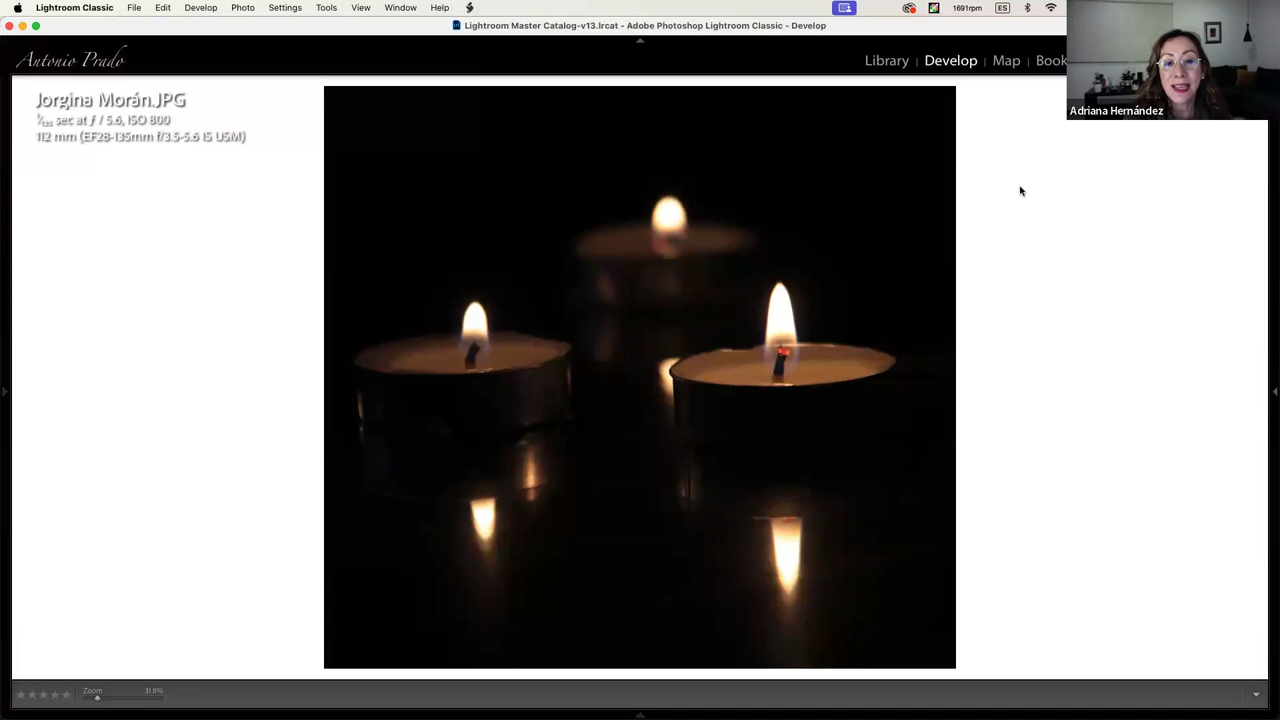 Lightroom Classic File Edit Develop Photo Settings Tools View Window Help 1691rpm ES
Lightroom Master Catalog-v13.lrcat - Adobe Photoshop Lightroom Classic - Develop
Antonio Prado
Library | Develop | Map | Book
Adriana Hernández
Jorgina Morán.JPG
sec at ƒ / 5.6, ISO 800
112 mm (EF28-135mm f/3.5-5.6 IS USM)
Zoom 31.8%